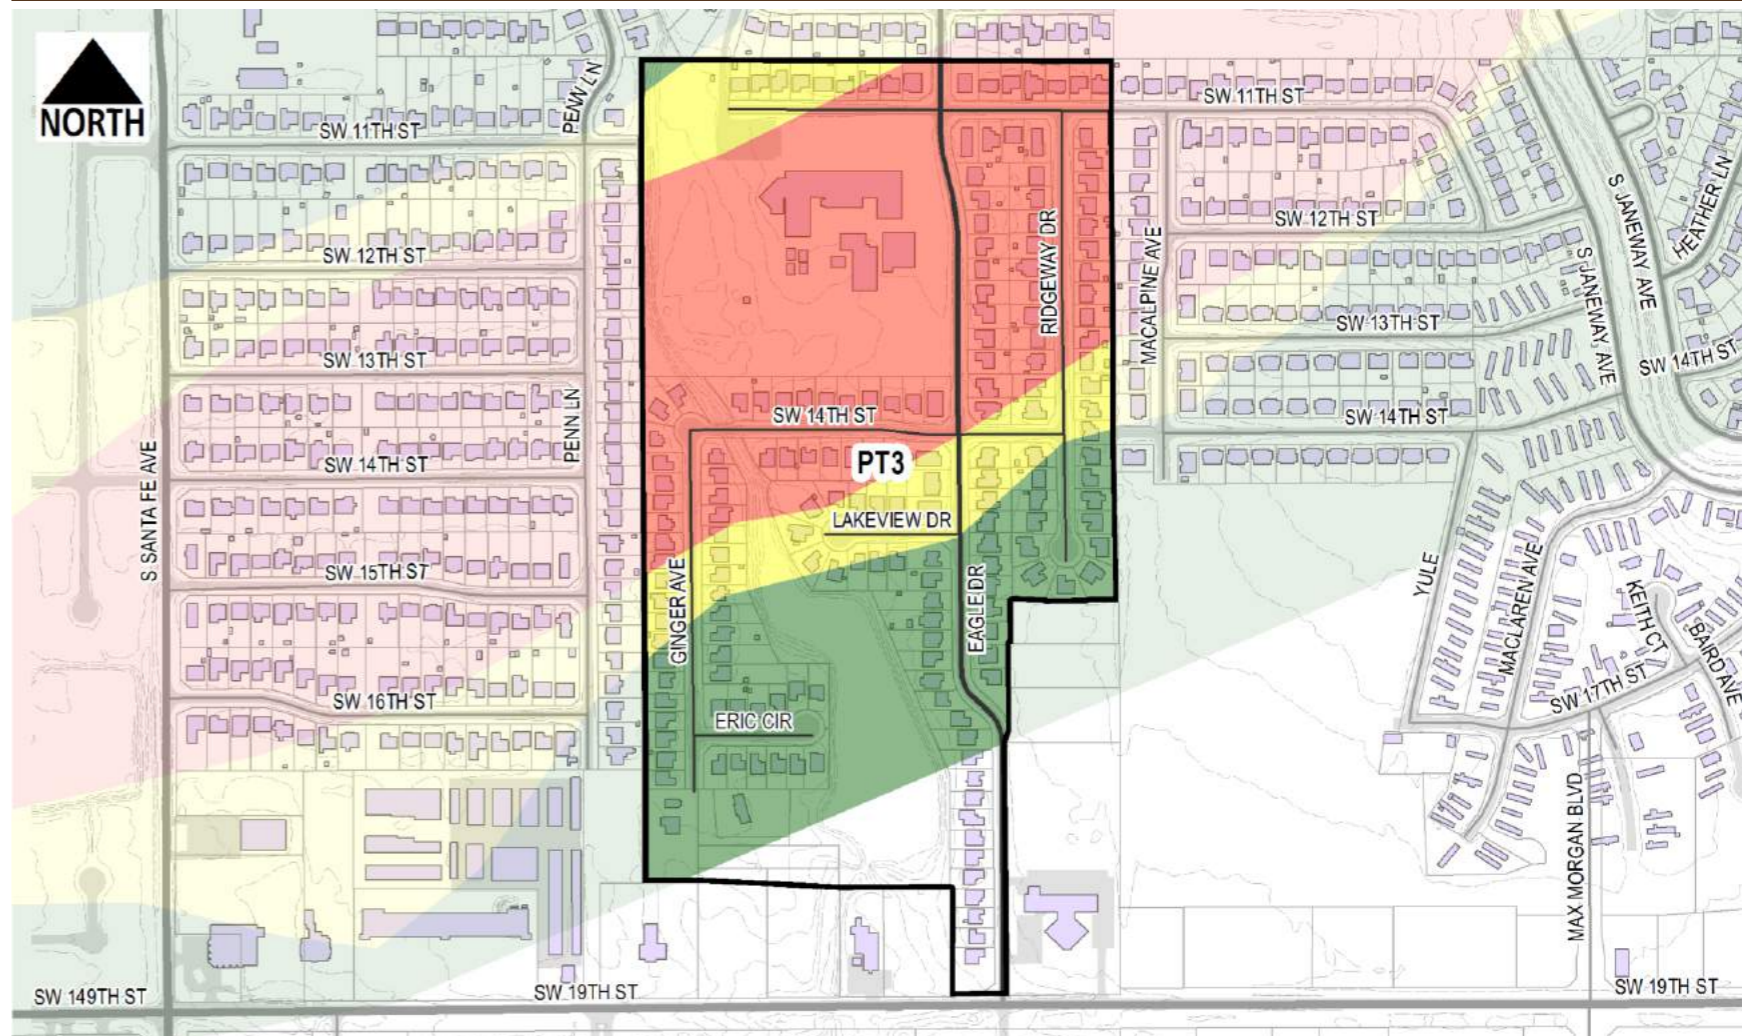 NORTH
PENN LN
SW 11TH ST
SW 11TH ST
SW 12TH ST
SW 12TH ST
S JANEWAY AVE
HEATHER LN
RIDGEWAY DR
MACALPINE AVE
S JANEWAY AVE
SW 13TH ST
SW 13TH ST
SW 14TH ST
PENN LN
SW 14TH ST
SW 14TH ST
SW 14TH ST
PT3
S SANTA FE AVE
LAKEVIEW DR
SW 15TH ST
GINGER AVE
EAGLE DR
YULE
MACLAREN AVE
KEITH CT
BAIRD AVE
SW 16TH ST
SW 17TH ST
ERIC CIR
MAX MORGAN BLVD
SW 149TH ST
SW 19TH ST
SW 19TH ST